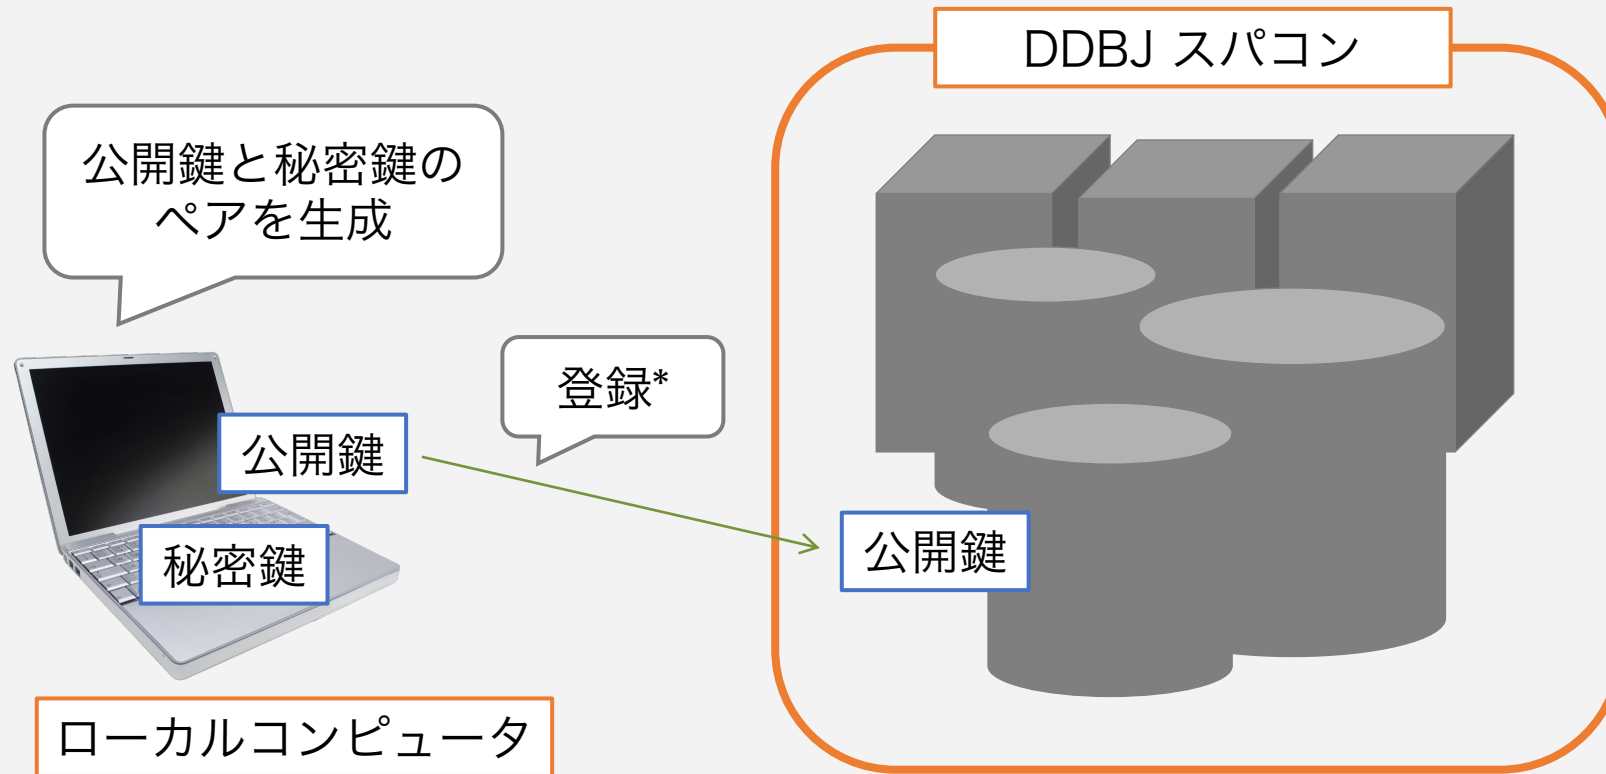 DDBJ スパコン
公開鍵と秘密鍵の
ペアを生成
登録*
公開鍵
秘密鍵
公開鍵
ローカルコンピュータ